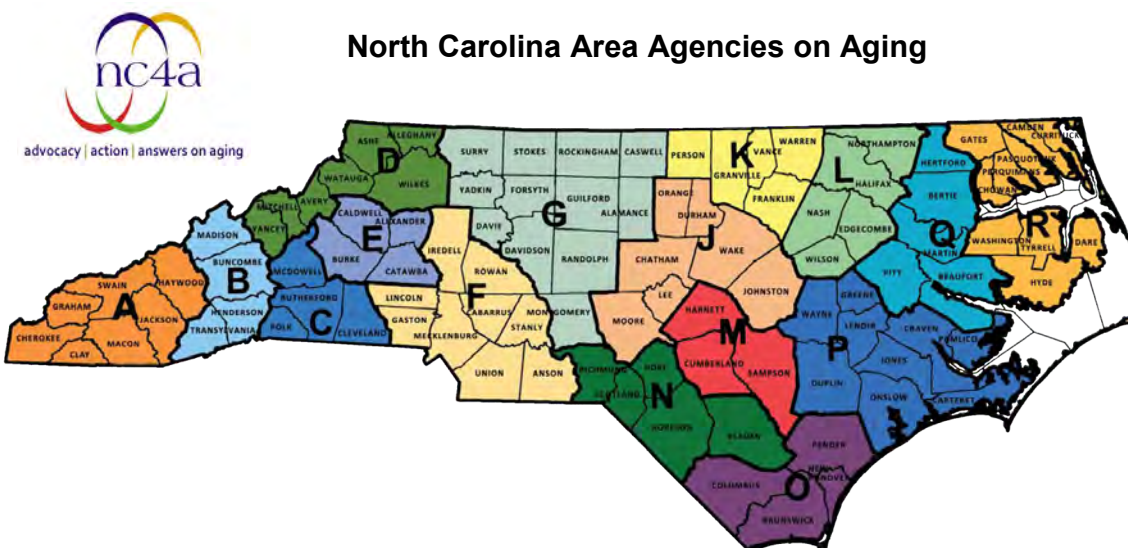 North Carolina Area Agencies on Aging
nc4a
advocacy | action | answers on aging
ASHE
ALLEGHANY
D
WATAUGA
WILKES
MITCHELL
AVERY
YANCEY
SURRY
STOKES
ROCKINGHAM
CASWELL
YADKIN
FORSYTH
GUILFORD
ALAMANCE
G
DAVIE
DAVIDSON
RANDOLPH
MONTGOMERY
PERSON
GRANVILLE
K
VANCE
WARREN
FRANKLIN
NORTHAMPTON
L
HALIFAX
NASH
EDGECOMBE
WILSON
HERTFORD
BERTIE
Q
MARTIN
PITT
BEAUFORT
GATES
CAMDEN
CURRITUCK
PASQUOTANK
PERQUIMANS
CHOWAN
R
WASHINGTON
TYRRELL
DARE
HYDE
CALDWELL
ALEXANDER
E
BURKE
CATAWBA
MADISON
BUNCOMBE
B
HENDERSON
TRANSYLVANIA
MCDOWELL
RUTHERFORD
C
POLK
CLEVELAND
SWAIN
HAYWOOD
GRAHAM
A
JACKSON
CHEROKEE
MACON
CLAY
IREDELL
ROWAN
F
LINCOLN
CABARRUS
GASTON
STANLY
MECKLENBURG
UNION
ANSON
ORANGE
DURHAM
J
WAKE
CHATHAM
LEE
JOHNSTON
MOORE
HARNETT
M
CUMBERLAND
SAMPSON
RICHMOND
HOKE
SCOTLAND
N
ROBESON
BLADEN
WAYNE
GREENE
LENOIR
CRAVEN
PAMLICO
P
JONES
DUPLIN
ONSLOW
CARTERET
PENDER
NEW HANOVER
COLUMBUS
O
BRUNSWICK